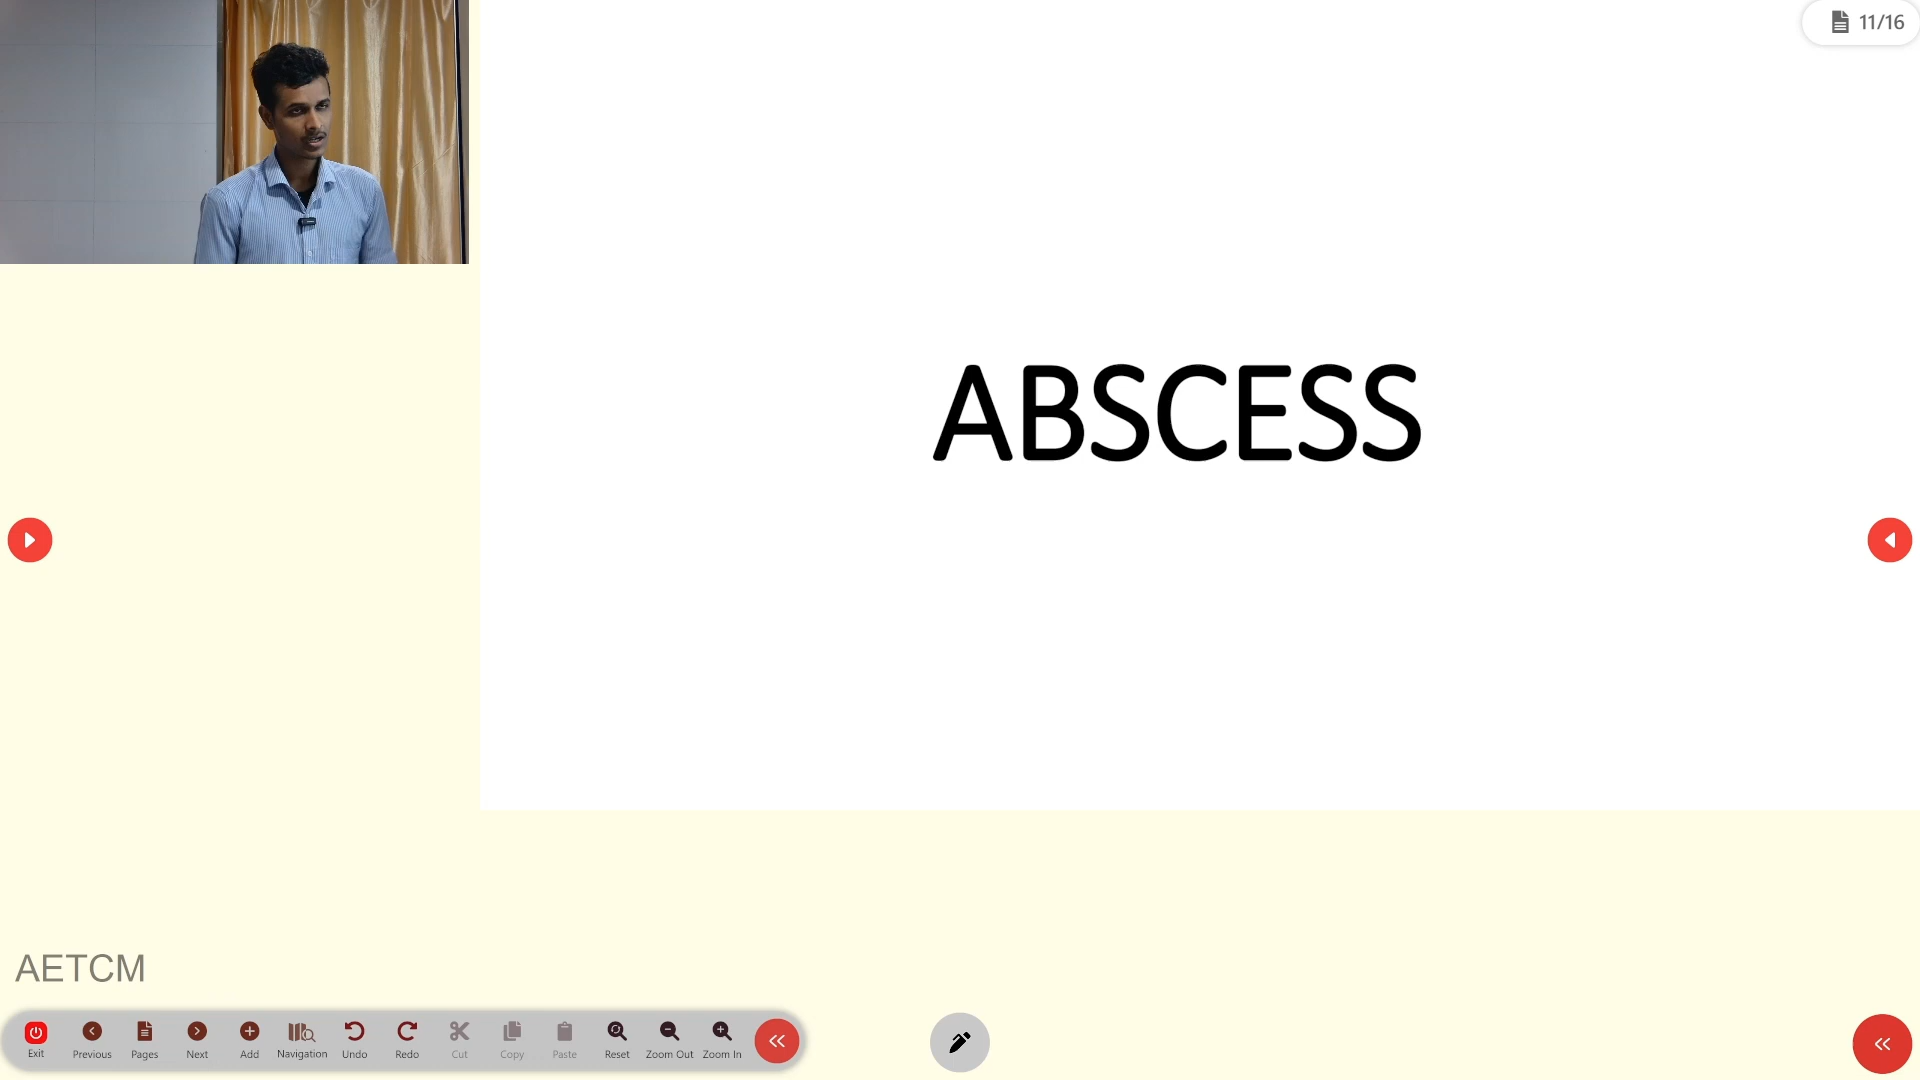 11/16
ABSCESS
AETCM
Exit
Previous
Pages
Next
Add
Navigation
Undo
Redo
Cut
Copy
Paste
Reset
Zoom Out
Zoom In